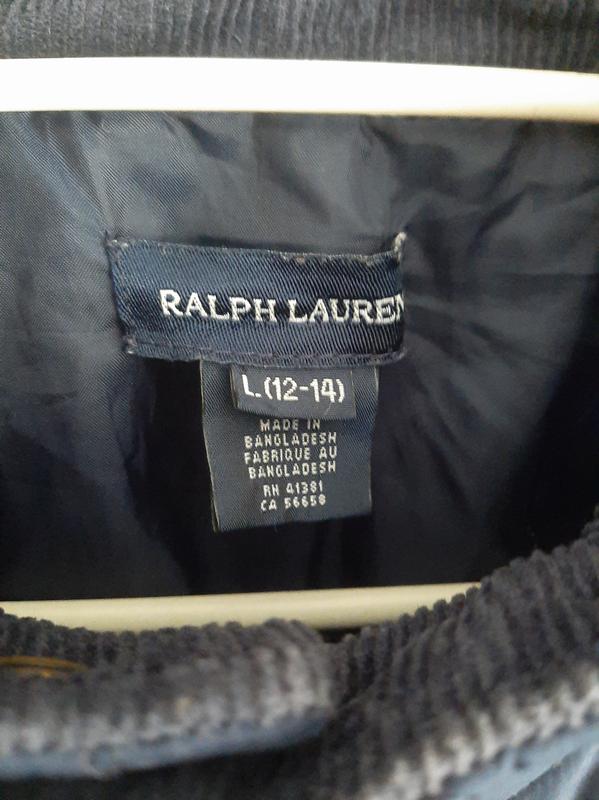 RALPH LAUREN
L (12-14)
MADE IN
BANGLADESH
FABRIQUE AU
BANGLADESH
RN 41381
CA 56658